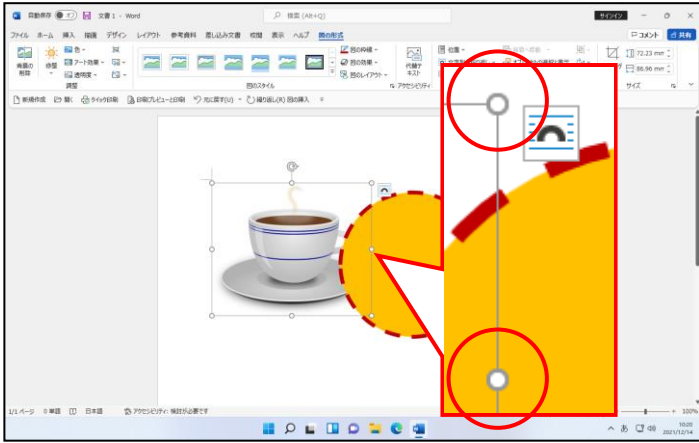 自動保存 オフ 文書 1 - Word 検索 (Alt+Q) サインイン
ファイル ホーム 挿入 描画 デザイン レイアウト 参考資料 差し込み文書 校閲 表示 ヘルプ 図の形式 コメント 共有
背景の削除 修整 色 アート効果 透明度 図の枠線 図の効果 図のレイアウト 代替テキスト 位置 72.23 mm 86.96 mm
調整 図のスタイル アクセシビリティ サイズ
新規作成 開く クイック印刷 印刷プレビューと印刷 元に戻す(U) 繰り返し(R) 図の挿入
1/1 ページ 0 単語 日本語 アクセシビリティ: 検討が必要です 100%
あ 10:05
2021/12/14